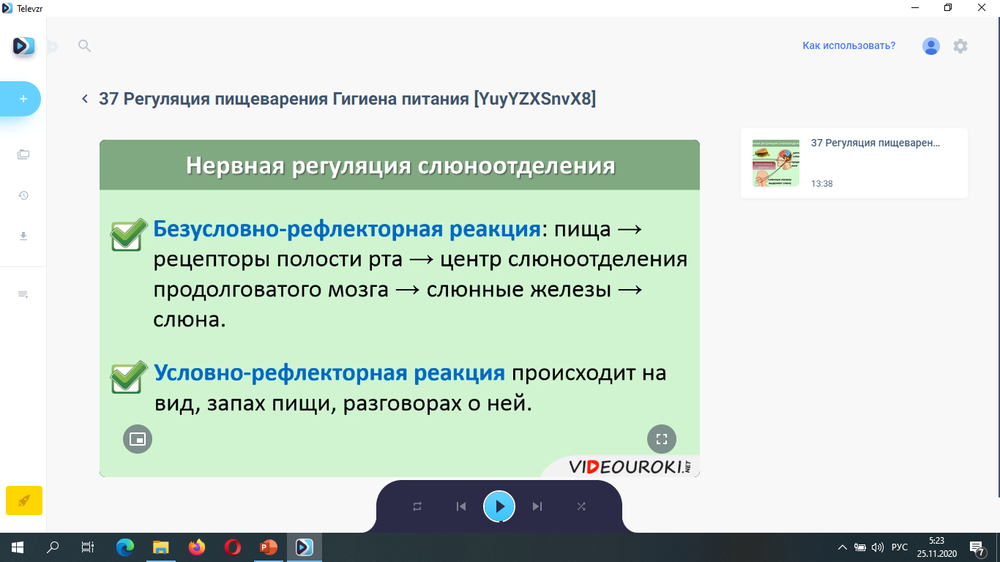 Televzr
Как использовать?
37 Регуляция пищеварения Гигиена питания [YuyYZXSnvX8]
Нервная регуляция слюноотделения
Безусловно-рефлекторная реакция: пища →
рецепторы полости рта → центр слюноотделения
продолговатого мозга → слюнные железы →
слюна.
Условно-рефлекторная реакция происходит на
вид, запах пищи, разговорах о ней.
VIDEOUROKI.NET
37 Регуляция пищеварен...
13:38
РУС
5:23
25.11.2020
7